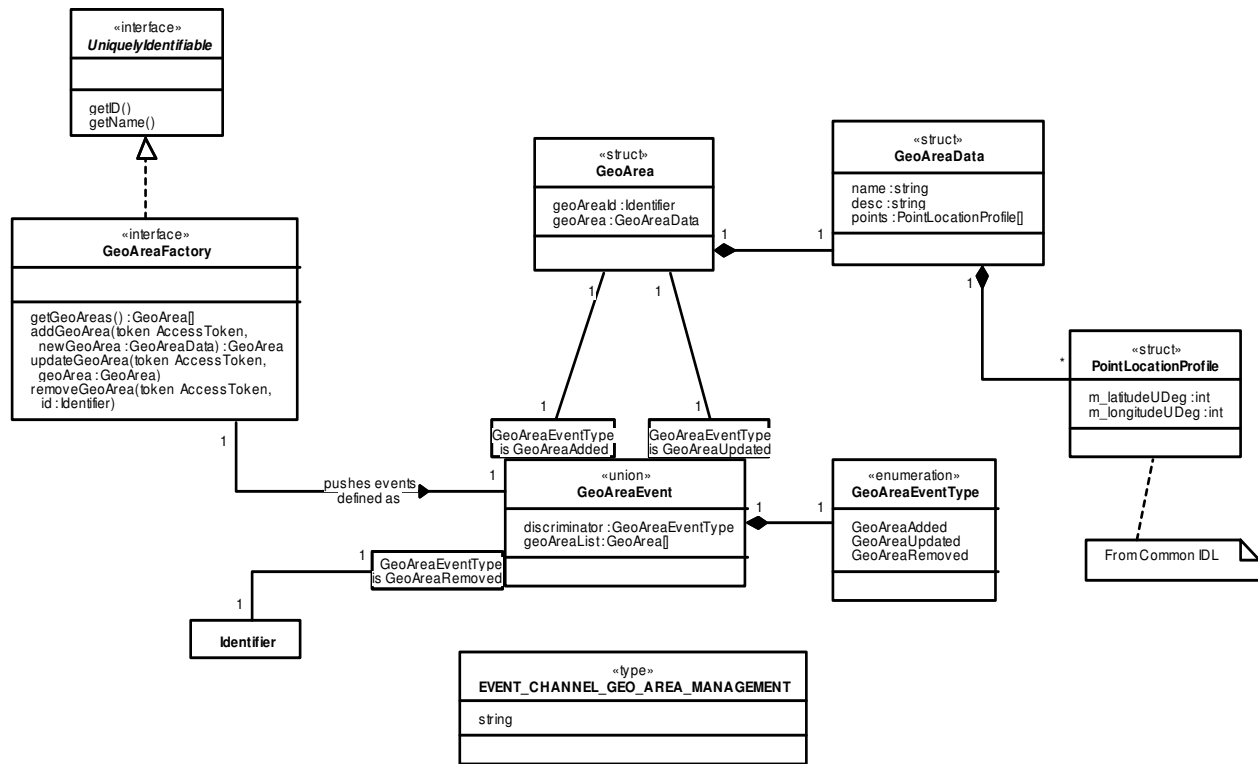 «interface»
UniquelyIdentifiable
getID()
getName()
«interface»
GeoAreaFactory
getGeoAreas() : GeoArea[]
addGeoArea(token AccessToken,
newGeoArea : GeoAreaData) : GeoArea
updateGeoArea(token AccessToken,
geoArea : GeoArea)
removeGeoArea(token AccessToken,
id : Identifier)
«struct»
GeoArea
geoAreaId : Identifier
geoArea : GeoAreaData
1
1
«struct»
GeoAreaData
name : string
desc : string
points : PointLocationProfile[]
1
*
«struct»
PointLocationProfile
m_latitudeUDeg : int
m_longitudeUDeg : int
From Common IDL
1
1
1
1
GeoAreaEventType
is GeoAreaAdded
GeoAreaEventType
is GeoAreaUpdated
1
pushes events
defined as
1
«union»
GeoAreaEvent
discriminator : GeoAreaEventType
geoAreaList : GeoArea[]
1
1
«enumeration»
GeoAreaEventType
GeoAreaAdded
GeoAreaUpdated
GeoAreaRemoved
1
GeoAreaEventType
is GeoAreaRemoved
1
Identifier
«type»
EVENT_CHANNEL_GEO_AREA_MANAGEMENT
string